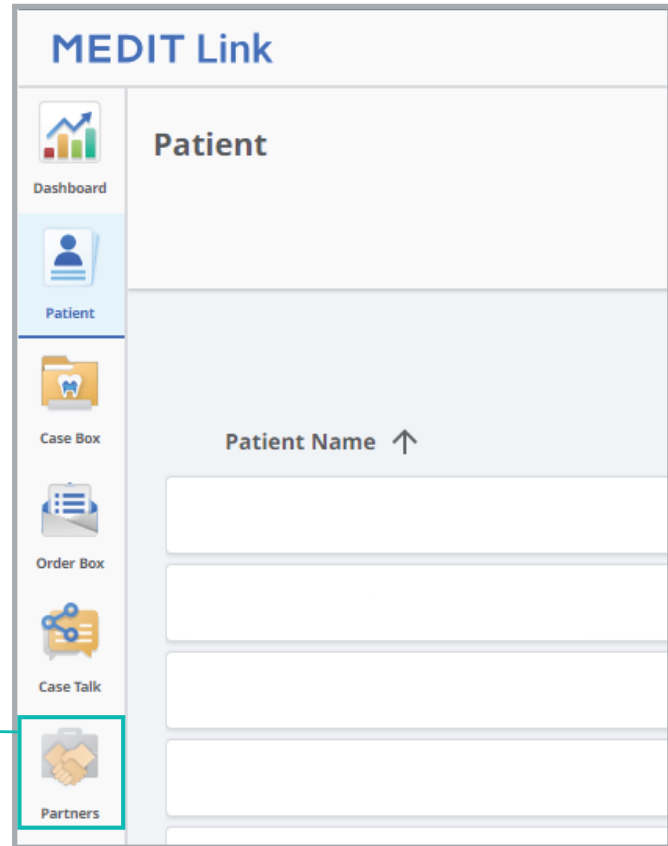 MEDIT Link
Patient
Dashboard
Patient
Case Box
Patient Name
Order Box
Case Talk
Partners